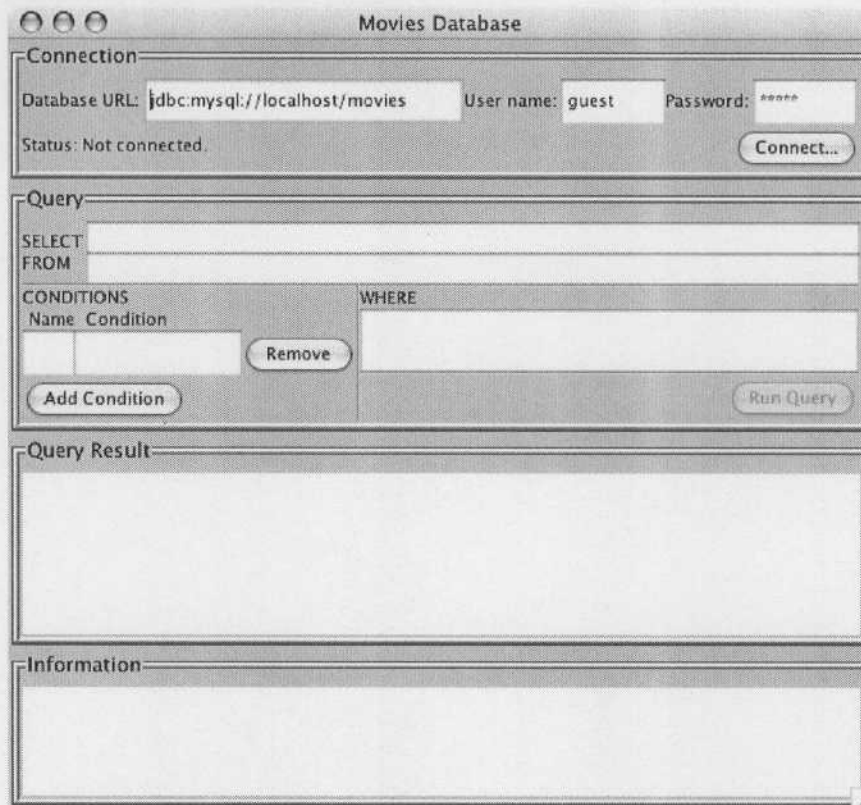 Movies Database
Connection
Database URL: jdbc:mysql://localhost/movies User name: guest Password: *****
Status: Not connected. Connect...
Query
SELECT
FROM
CONDITIONS WHERE
Name Condition
Remove
Add Condition Run Query
Query Result
Information